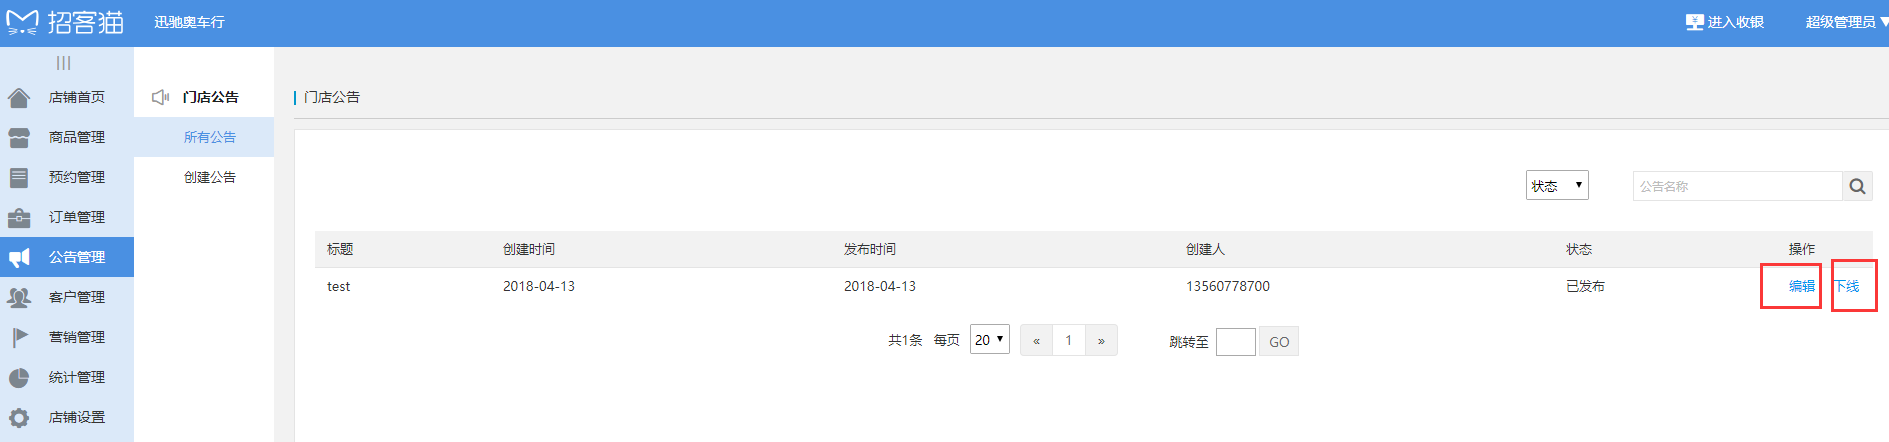 招客猫 迅驰奥车行 进入收银 超级管理员
店铺首页
商品管理
预约管理
订单管理
公告管理
客户管理
营销管理
统计管理
店铺设置
门店公告
所有公告
创建公告
门店公告
状态 公告名称
标题 创建时间 发布时间 创建人 状态 操作
test 2018-04-13 2018-04-13 13560778700 已发布 编辑 下线
共1条 每页 20 « 1 » 跳转至 GO